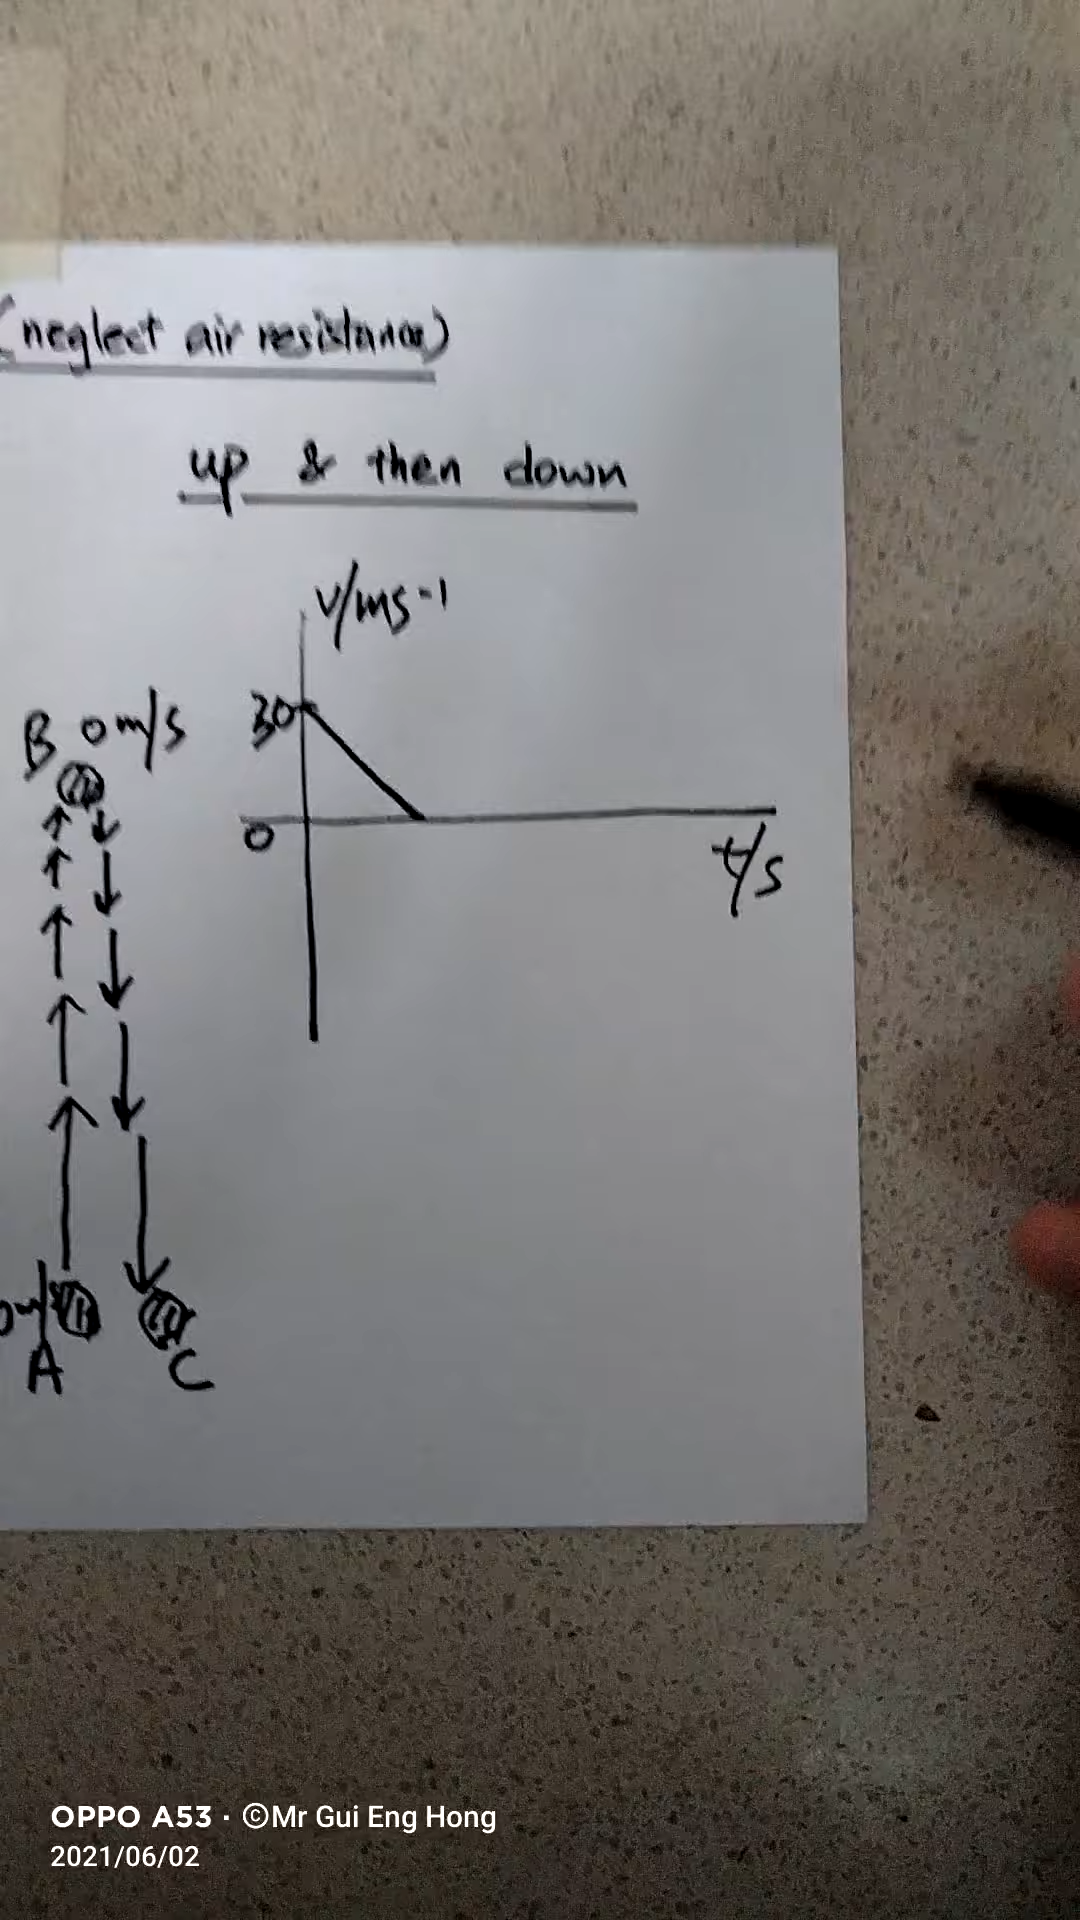 (neglect air resistance)
up & then down
v/ms-1
30
B 0 m/s
0
t/s
A
C
OPPO A53 · ©Mr Gui Eng Hong
2021/06/02